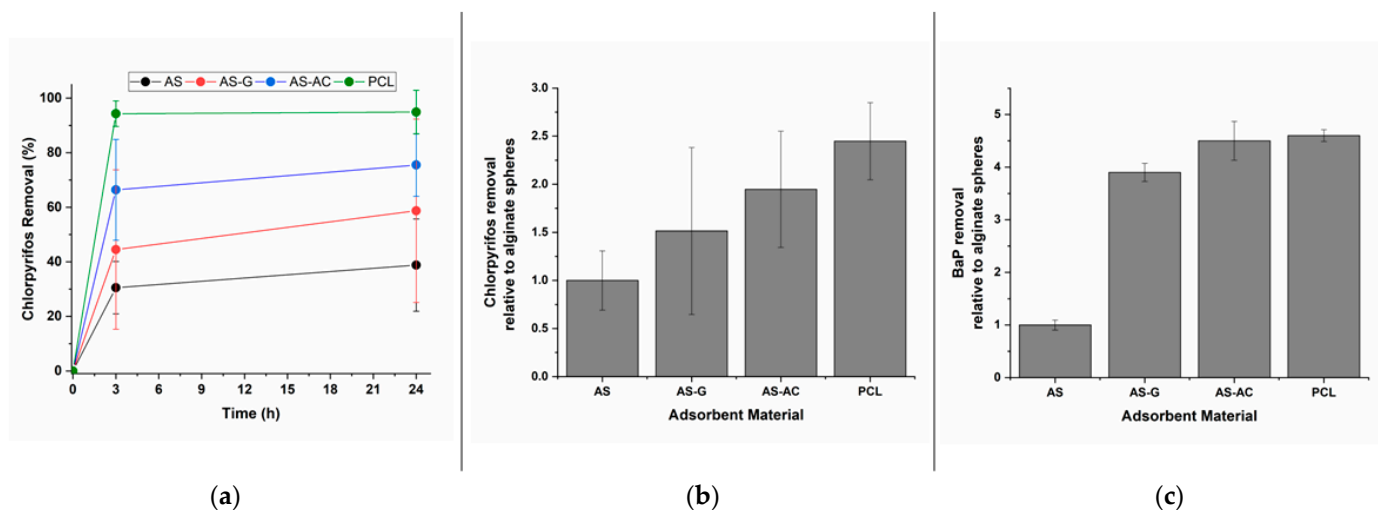 AS AS-G AS-AC PCL
100
80
60
40
20
0
0 3 6 9 12 15 18 21 24
Chlorpyrifos Removal (%)
Time (h)
(a)
3.0
2.5
2.0
1.5
1.0
0.5
0.0
AS AS-G AS-AC PCL
Chlorpyrifos removal
relative to alginate spheres
Adsorbent Material
(b)
5
4
3
2
1
0
AS AS-G AS-AC PCL
BaP removal
relative to alginate spheres
Adsorbent Material
(c)